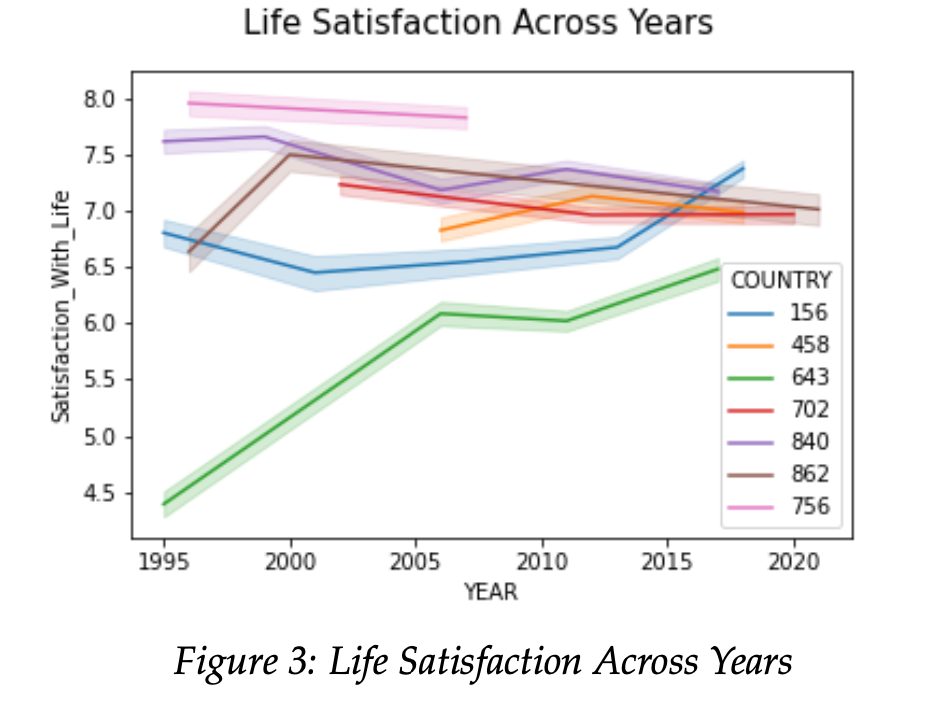 Life Satisfaction Across Years
8.0
7.5
7.0
6.5
6.0
5.5
5.0
4.5
Satisfaction_With_Life
1995 2000 2005 2010 2015 2020
YEAR
COUNTRY
156
458
643
702
840
862
756
Figure 3: Life Satisfaction Across Years